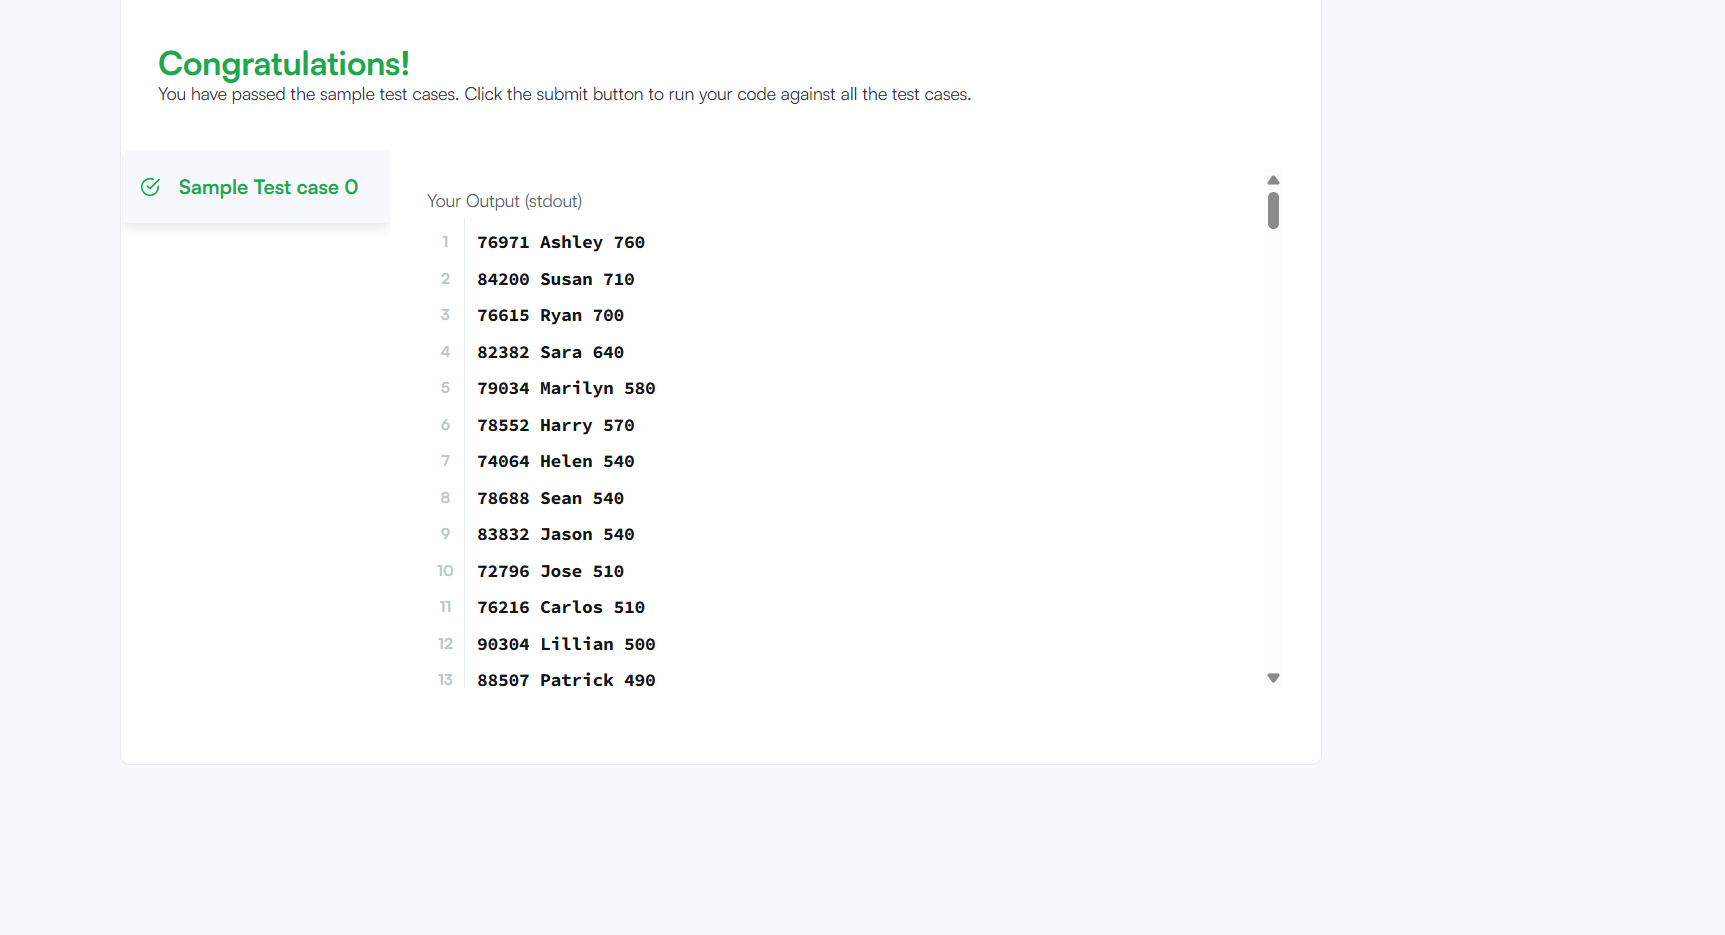 Congratulations!
You have passed the sample test cases. Click the submit button to run your code against all the test cases.
Sample Test case 0
Your Output (stdout)
1 76971 Ashley 760
2 84200 Susan 710
3 76615 Ryan 700
4 82382 Sara 640
5 79034 Marilyn 580
6 78552 Harry 570
7 74064 Helen 540
8 78688 Sean 540
9 83832 Jason 540
10 72796 Jose 510
11 76216 Carlos 510
12 90304 Lillian 500
13 88507 Patrick 490